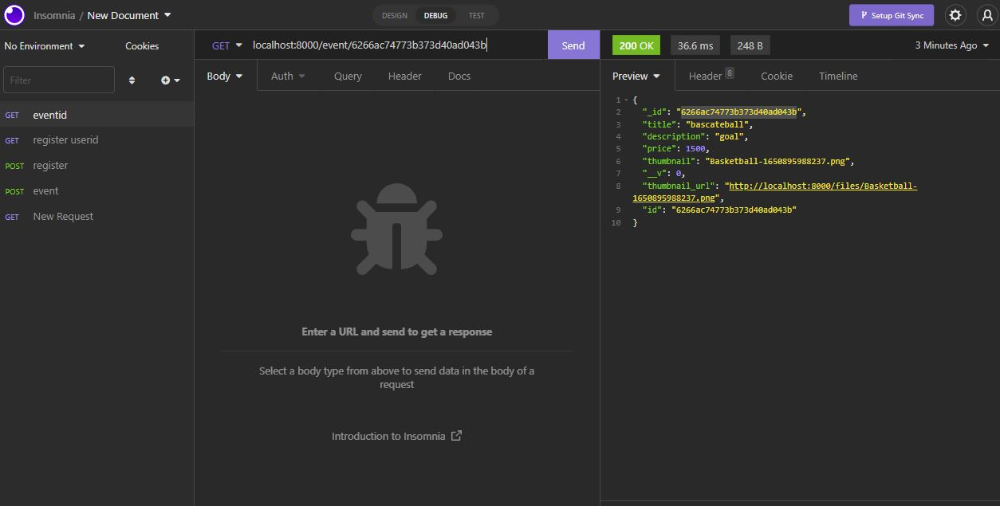 Insomnia / New Document
DESIGN DEBUG TEST
Setup Git Sync
No Environment Cookies
GET localhost:8000/event/6266ac74773b373d40ad043b Send
200 OK 36.6 ms 248 B 3 Minutes Ago
Filter
Body Auth Query Header Docs
Preview Header 8 Cookie Timeline
GET eventid
GET register userid
POST register
POST event
GET New Request
Enter a URL and send to get a response
Select a body type from above to send data in the body of a
request
Introduction to Insomnia
1 {
2 "_id": "6266ac74773b373d40ad043b",
3 "title": "bascateball",
4 "description": "goal",
5 "price": 1500,
6 "thumbnail": "Basketball-1650895988237.png",
7 "__v": 0,
8 "thumbnail_url": "http://localhost:8000/files/Basketball-
1650895988237.png",
9 "id": "6266ac74773b373d40ad043b"
10 }